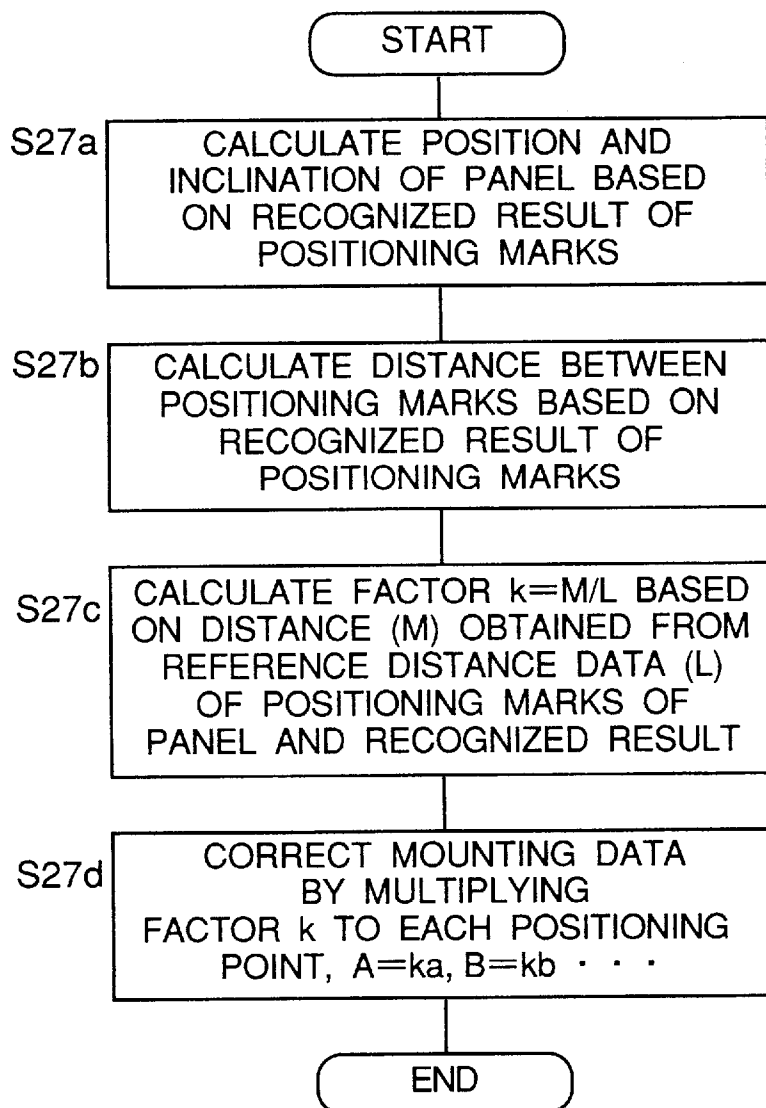 START
S27a
CALCULATE POSITION AND
INCLINATION OF PANEL BASED
ON RECOGNIZED RESULT OF
POSITIONING MARKS
S27b
CALCULATE DISTANCE BETWEEN
POSITIONING MARKS BASED ON
RECOGNIZED RESULT OF
POSITIONING MARKS
S27c
CALCULATE FACTOR k=M/L BASED
ON DISTANCE (M) OBTAINED FROM
REFERENCE DISTANCE DATA (L)
OF POSITIONING MARKS OF
PANEL AND RECOGNIZED RESULT
S27d
CORRECT MOUNTING DATA
BY MULTIPLYING
FACTOR k TO EACH POSITIONING
POINT, A=ka, B=kb · · ·
END